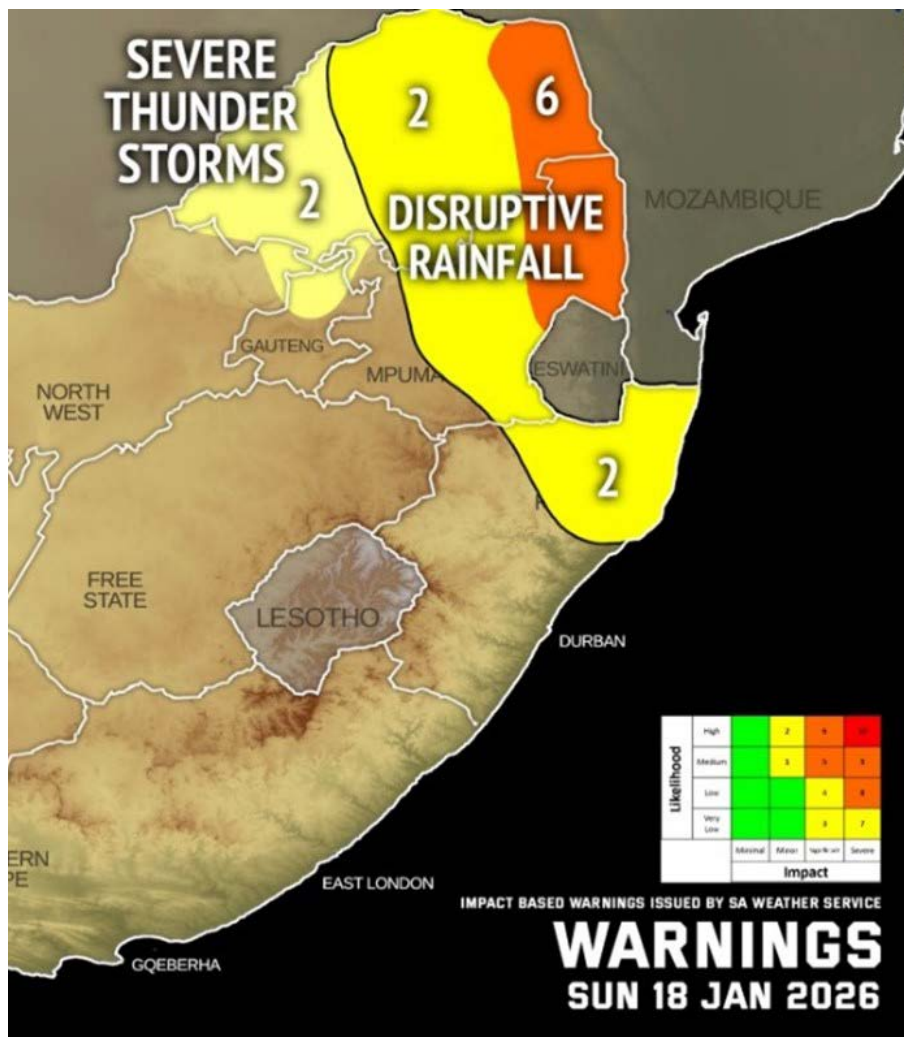 SEVERE
THUNDER
STORMS
2
2
6
DISRUPTIVE
RAINFALL
MOZAMBIQUE
GAUTENG
MPUMA
ESWATINI
NORTH
WEST
2
FREE
STATE
LESOTHO
DURBAN
ERN
PE
EAST LONDON
GQEBERHA
Likelihood
High
2
6
10
Medium
1
5
9
Low
4
8
Very
Low
3
7
Minimal
Minor
Severe
Impact
IMPACT BASED WARNINGS ISSUED BY SA WEATHER SERVICE
WARNINGS
SUN 18 JAN 2026